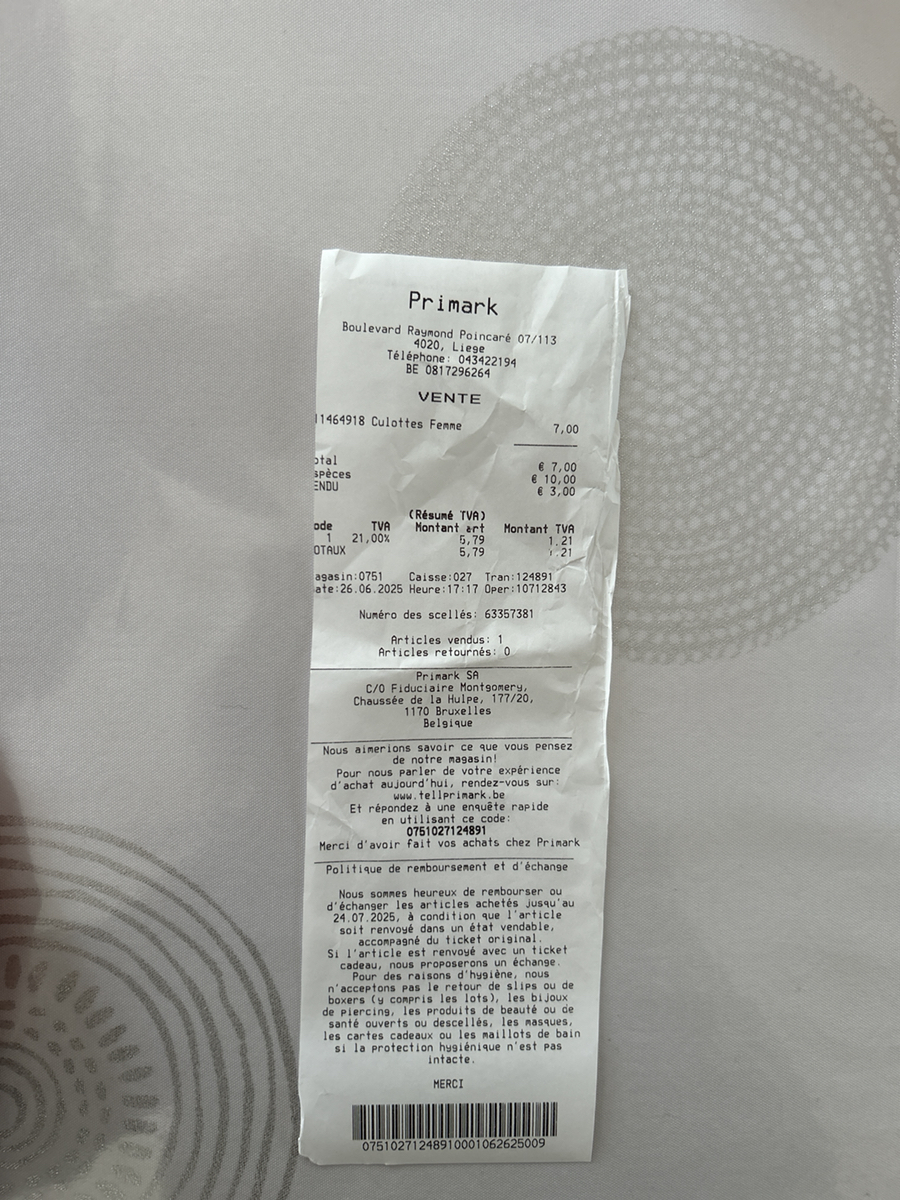 Primark
Boulevard Raymond Poincaré 07/113
4020, Liege
Téléphone: 043422194
BE 0817296264
VENTE
11464918 Culottes Femme 7,00
otal € 7,00
spèces € 10,00
ENDU € 3,00
(Résumé TVA)
ode TVA Montant Montant TVA
1 21,00% 5,79 1.21
OTAUX 5,79 .21
agasin:0751 Caisse:027 Tran:124891
ate:26.06.2025 Heure:17:17 Oper:10712843
Numéro des scellés: 63357381
Articles vendus: 1
Articles retournés: 0
Primark SA
C/O Fiduciaire Montgomery,
Chaussée de la Hulpe, 177/20,
1170 Bruxelles
Belgique
Nous aimerions savoir ce que vous pensez
de notre magasin!
Pour nous parler de votre expérience
d'achat aujourd'hui, rendez-vous sur:
www.tellprimark.be
Et répondez à une enquête rapide
en utilisant ce code:
0751027124891
Merci d'avoir fait vos achats chez Primark
Politique de remboursement et d'échange
Nous sommes heureux de rembourser ou
d'échanger les articles achetés jusqu'au
24.07.2025, à condition que l'article
soit renvoyé dans un état vendable,
accompagné du ticket original.
Si l'article est renvoyé avec un ticket
cadeau, nous proposerons un échange.
Pour des raisons d'hygiène, nous
n'acceptons pas le retour de slips ou de
boxers (y compris les lots), les bijoux
de piercing, les produits de beauté ou de
santé ouverts ou descellés, les masques,
les cartes cadeaux ou les maillots de bain
si la protection hygiénique n'est pas
intacte.
MERCI
07510271248910001062625009